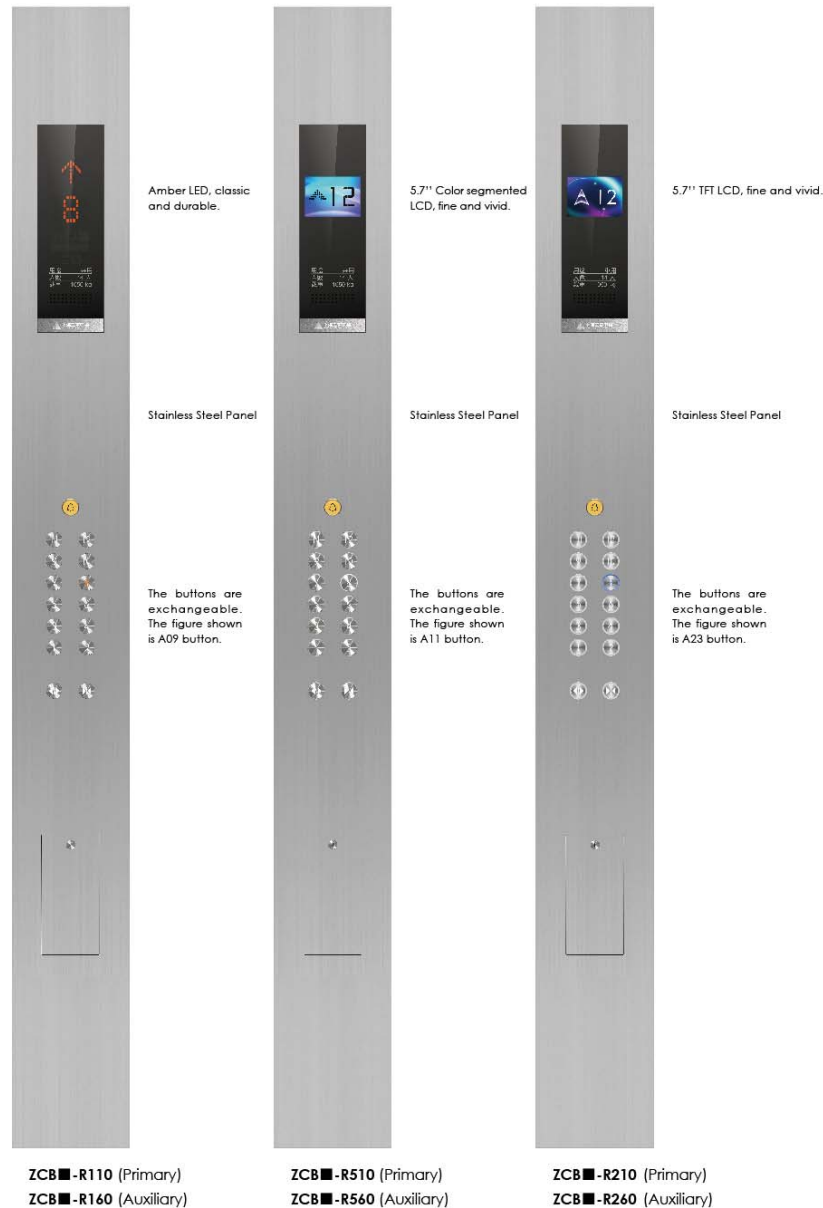 8
Amber LED, classic
and durable.
12
5.7'' Color segmented
LCD, fine and vivid.
12
5.7'' TFT LCD, fine and vivid.
Stainless Steel Panel
Stainless Steel Panel
Stainless Steel Panel
The buttons are
exchangeable.
The figure shown
is A09 button.
The buttons are
exchangeable.
The figure shown
is A11 button.
The buttons are
exchangeable.
The figure shown
is A23 button.
ZCB■-R110 (Primary)
ZCB■-R160 (Auxiliary)
ZCB■-R510 (Primary)
ZCB■-R560 (Auxiliary)
ZCB■-R210 (Primary)
ZCB■-R260 (Auxiliary)